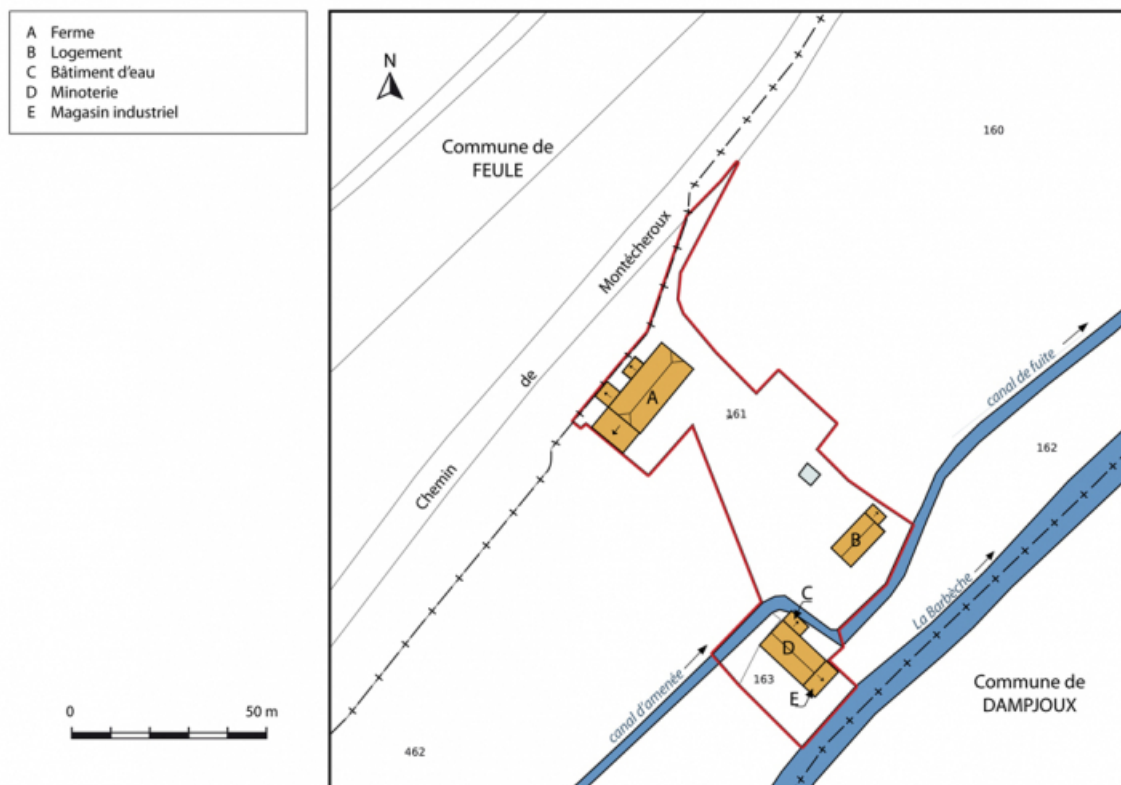 A Ferme
B Logement
C Bâtiment d'eau
D Minoterie
E Magasin industriel
N
Commune de
FEULE
160
Montécheroux
de
Chemin
A
161
canal de fuite
162
B
La Barbèche
C
D
163
E
canal d'amenée
Commune de
DAMPJOUX
462
0
50 m